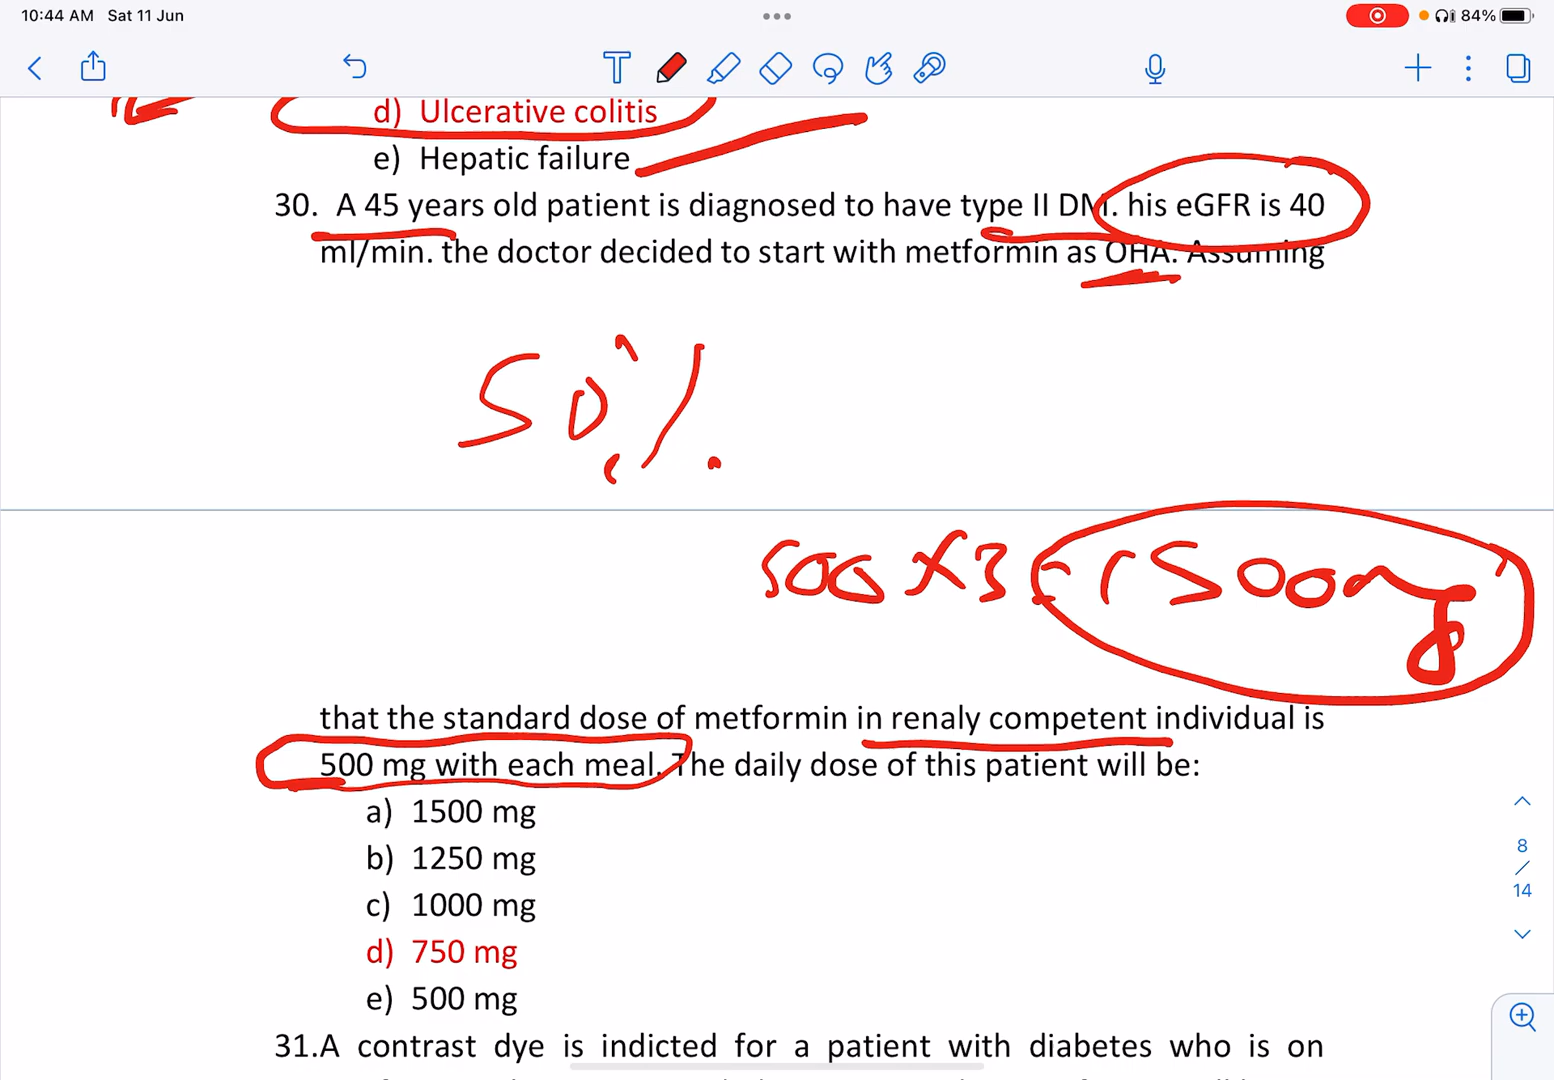 10:44 AM Sat 11 Jun
84%
d) Ulcerative colitis
e) Hepatic failure
30. A 45 years old patient is diagnosed to have type II DM. his eGFR is 40
ml/min. the doctor decided to start with metformin as OHA. Assuming
50%
500 X 3 = 1500mg
that the standard dose of metformin in renaly competent individual is
500 mg with each meal. The daily dose of this patient will be:
a) 1500 mg
b) 1250 mg
c) 1000 mg
d) 750 mg
e) 500 mg
8
/
14
31.A contrast dye is indicted for a patient with diabetes who is on